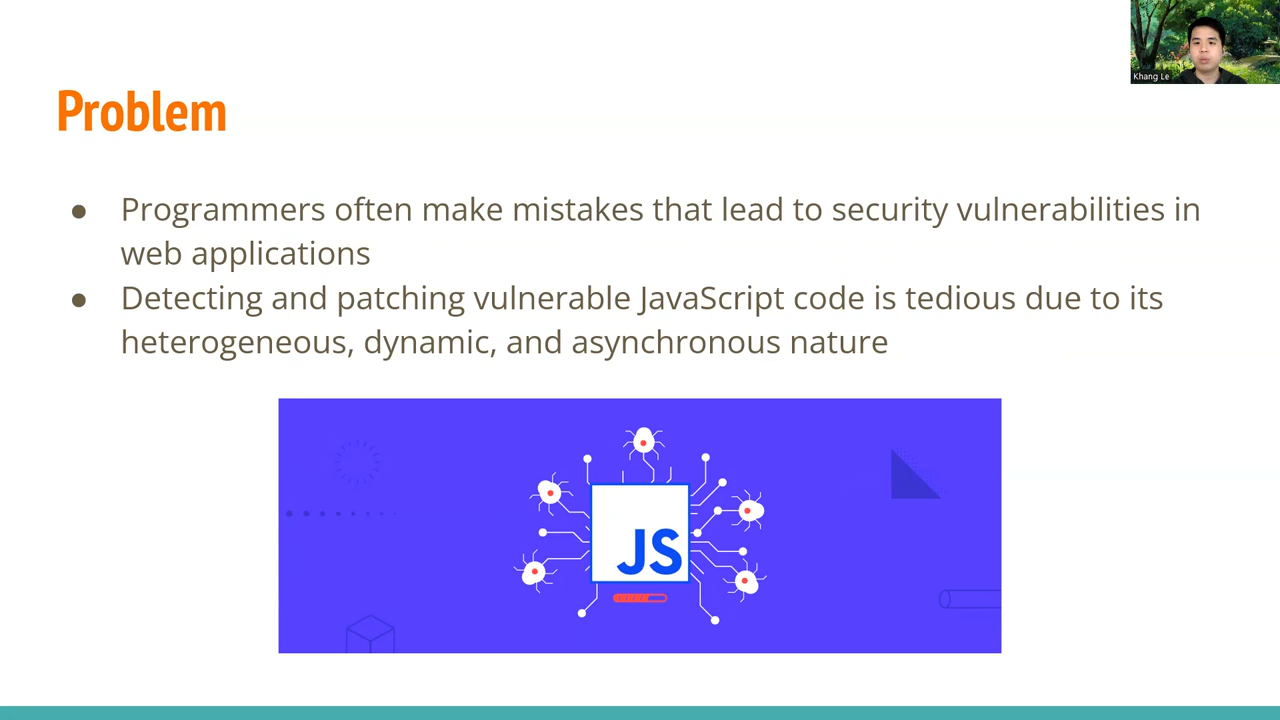 Khang Le
Problem
● Programmers often make mistakes that lead to security vulnerabilities in
web applications
● Detecting and patching vulnerable JavaScript code is tedious due to its
heterogeneous, dynamic, and asynchronous nature
JS